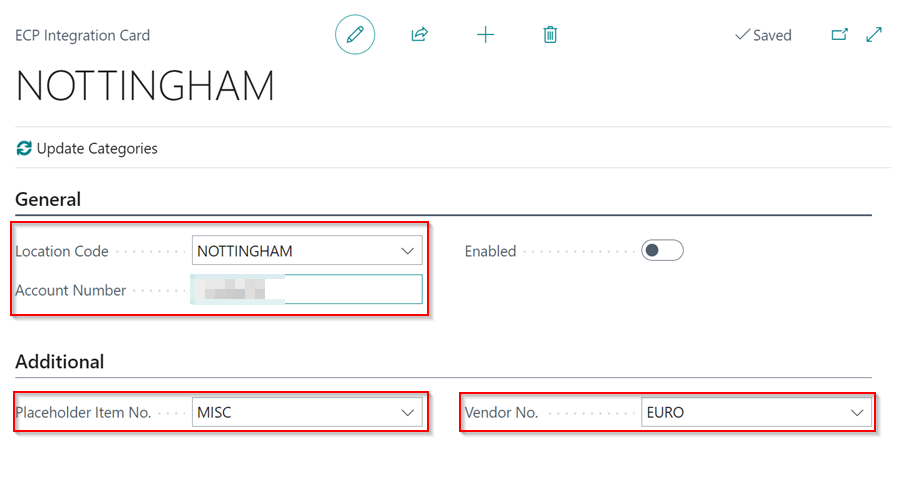 ECP Integration Card
Saved
NOTTINGHAM
Update Categories
General
Location Code NOTTINGHAM Enabled
Account Number
Additional
Placeholder Item No. MISC Vendor No. EURO